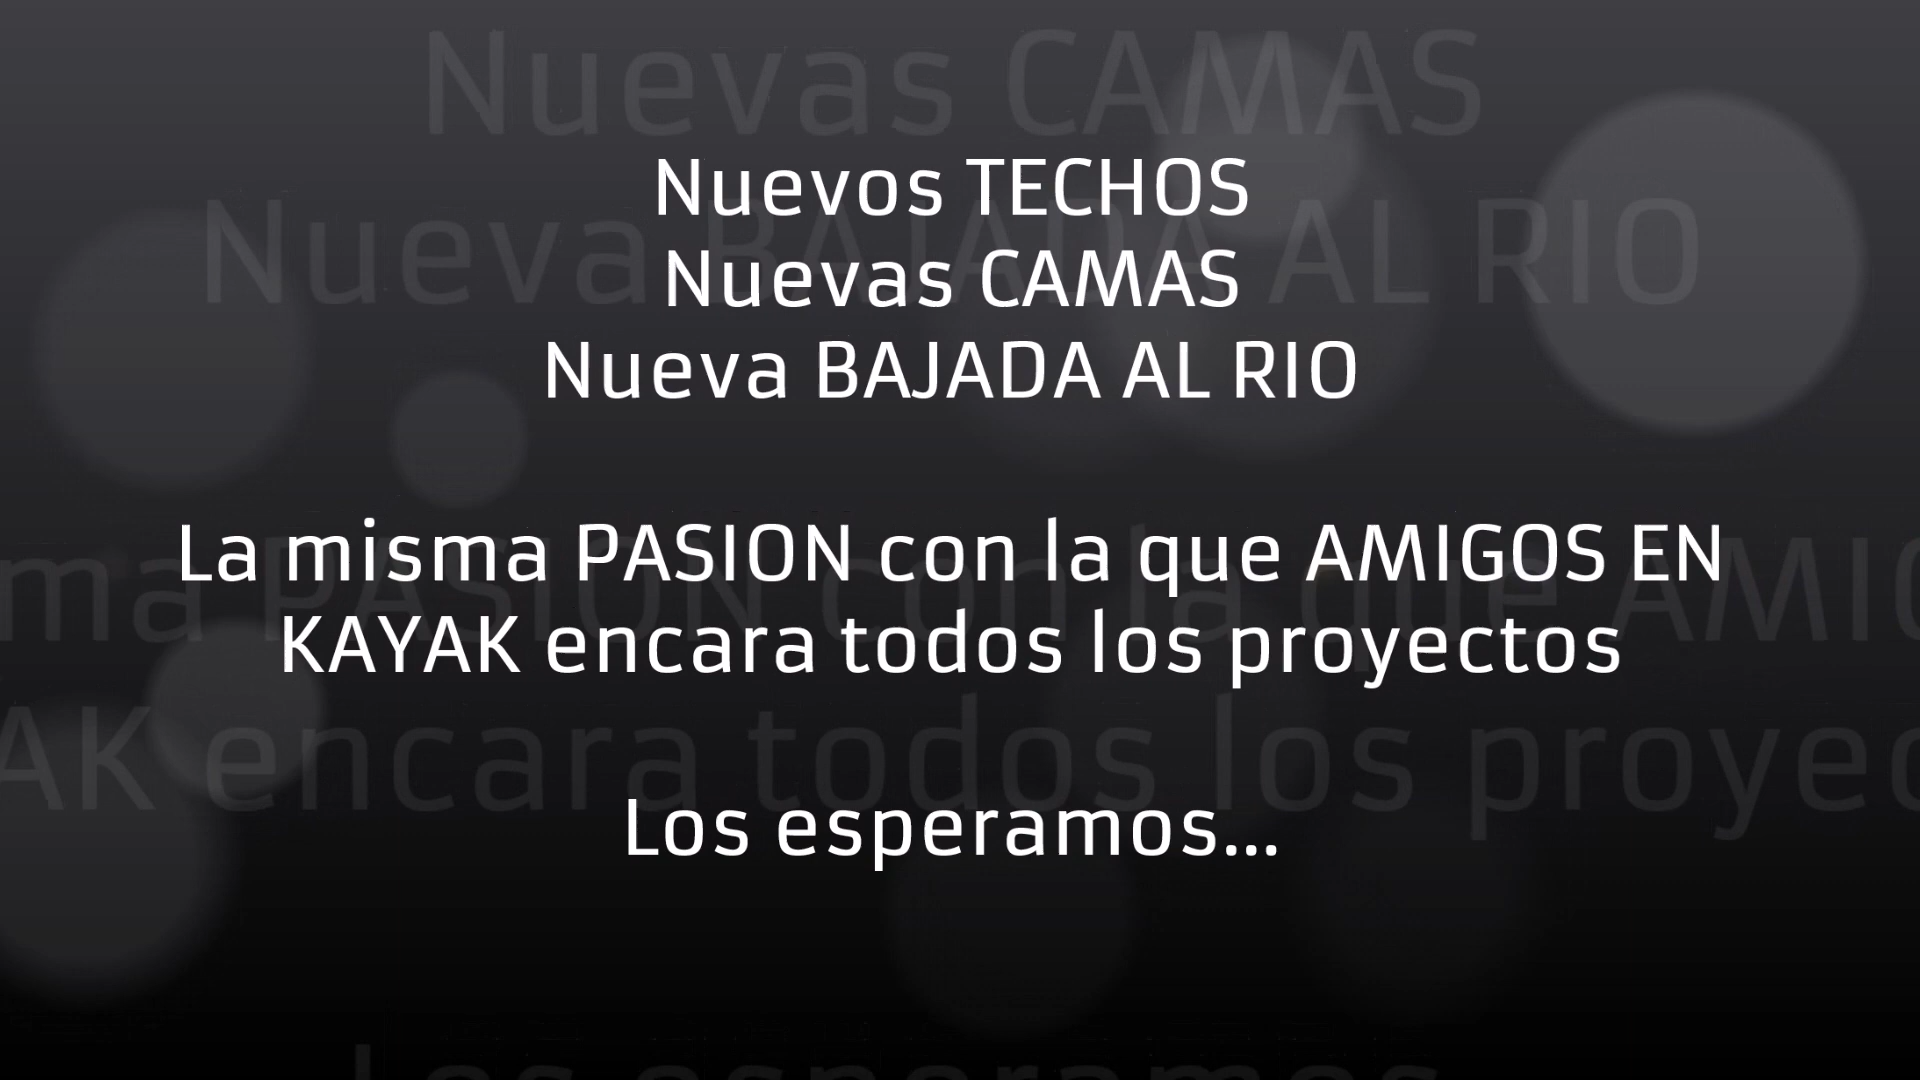 Nuevos TECHOS
Nuevas CAMAS
Nueva BAJADA AL RIO
La misma PASION con la que AMIGOS EN
KAYAK encara todos los proyectos
Los esperamos...